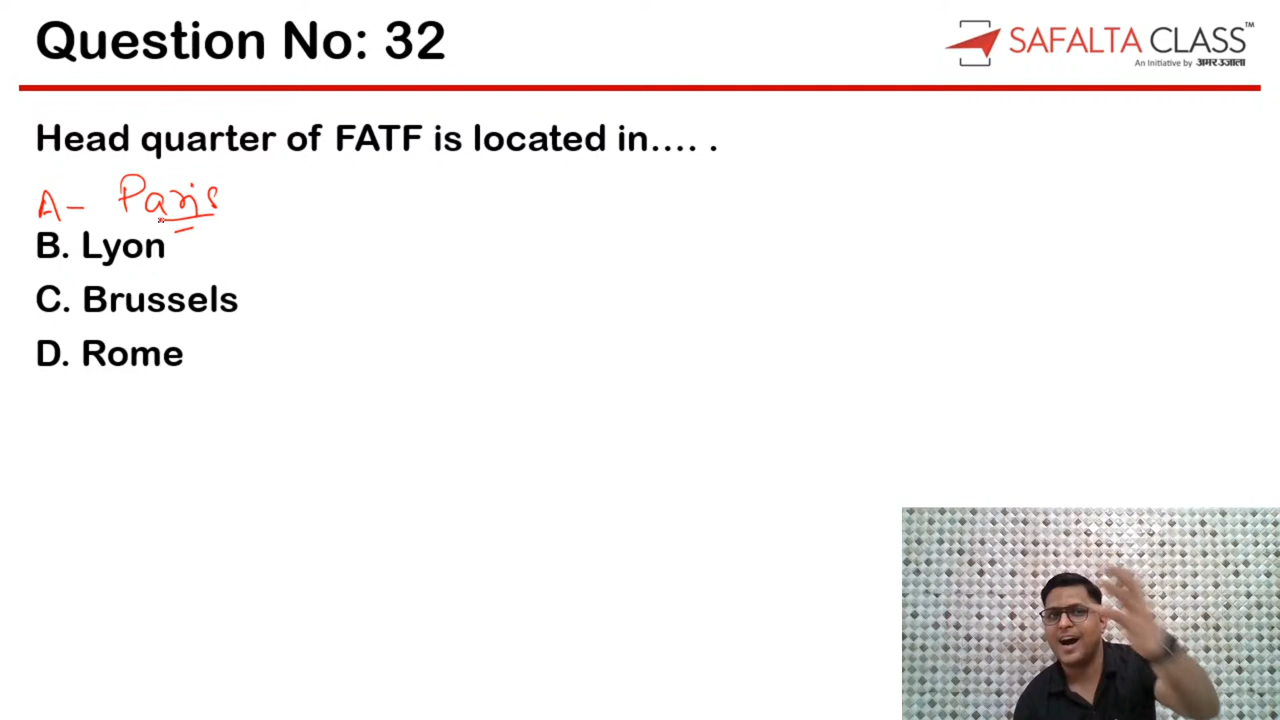 Question No: 32
SAFALTA CLASS™
An Initiative by अमर उजाला
Head quarter of FATF is located in.... .
A- Paris
B. Lyon
C. Brussels
D. Rome